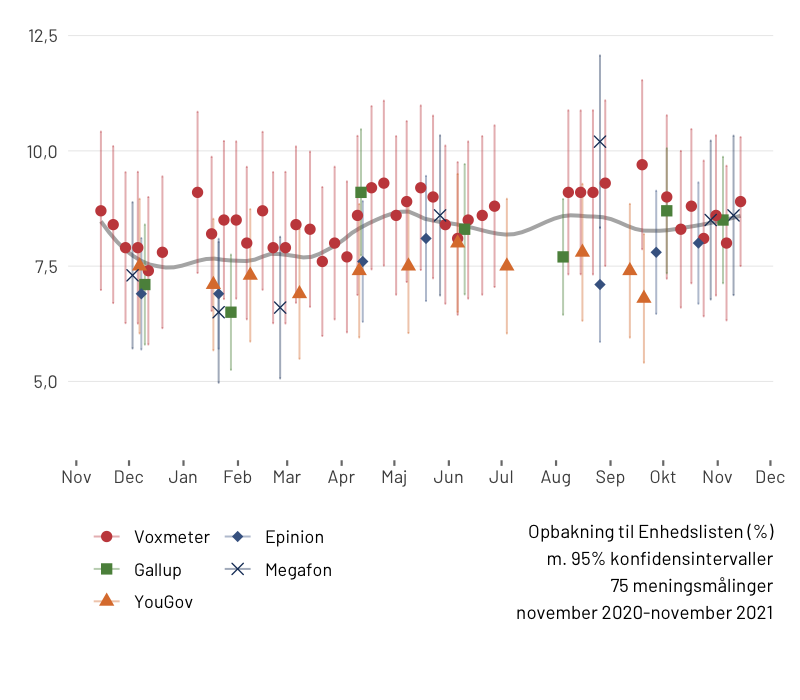 12,5
10,0
7,5
5,0
Nov Dec Jan Feb Mar Apr Maj Jun Jul Aug Sep Okt Nov Dec
Voxmeter Epinion
Gallup Megafon
YouGov
Opbakning til Enhedslisten (%)
m. 95% konfidensintervaller
75 meningsmålinger
november 2020-november 2021